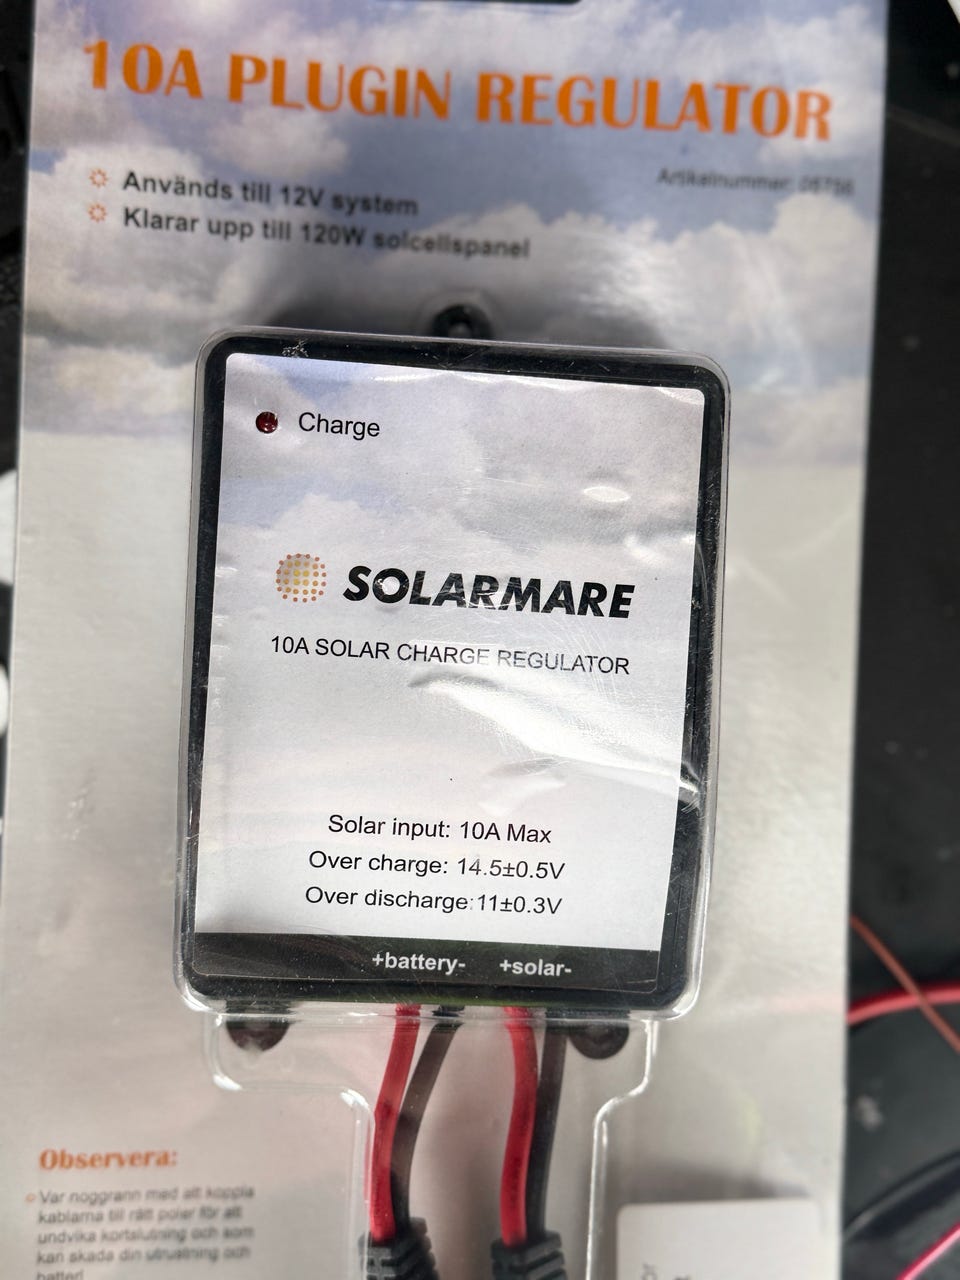 10A PLUGIN REGULATOR
Används till 12V system
Klarar upp till 120W solcellspanel
Artikelnummer:
Charge
SOLARMARE
10A SOLAR CHARGE REGULATOR
Solar input: 10A Max
Over charge: 14.5±0.5V
Over discharge:11±0.3V
+battery- +solar-
Observera:
Var noggrann med att koppla
kablarna till rätt poler för att
undvika kortslutning och som
kan skada din utrustning och
batteri